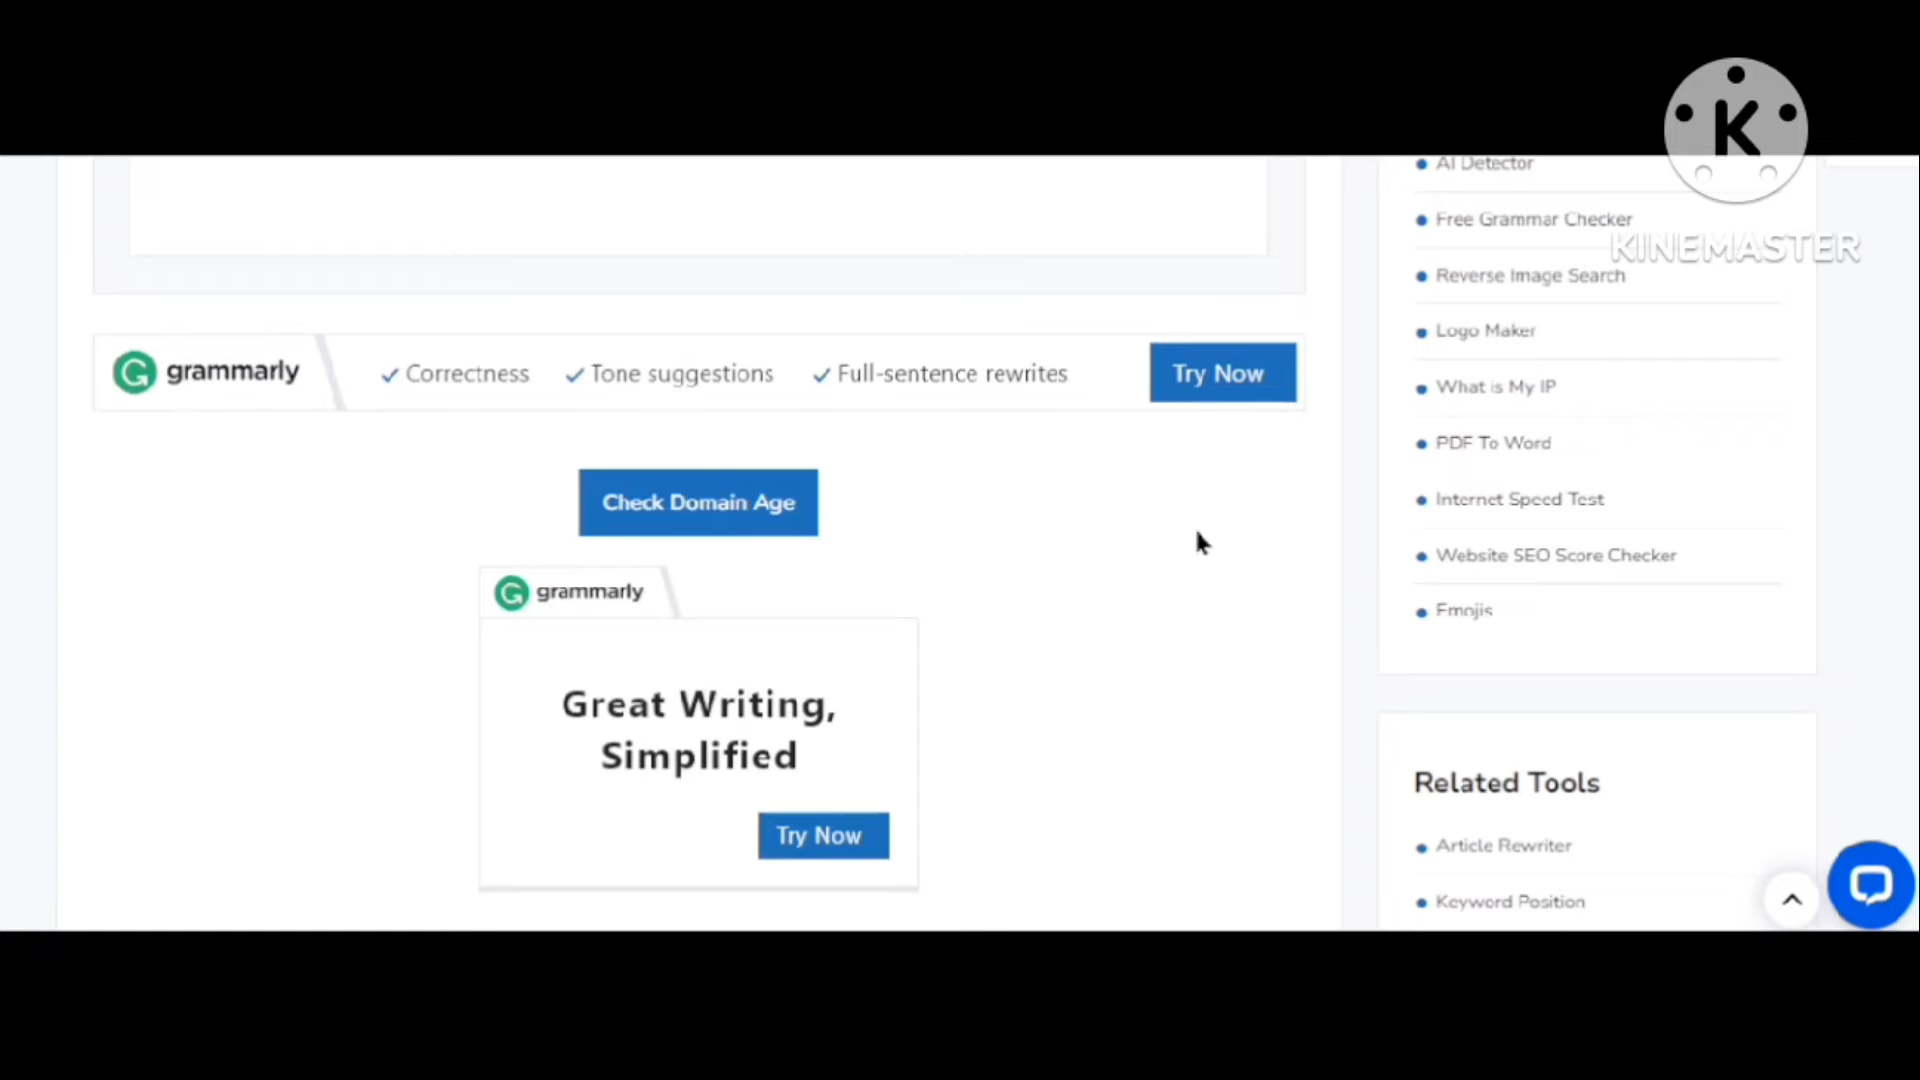 K
KINEMASTER
AI Detector
Free Grammar Checker
Reverse Image Search
Logo Maker
What is My IP
PDF To Word
Internet Speed Test
Website SEO Score Checker
Emojis
grammarly
Correctness
Tone suggestions
Full-sentence rewrites
Try Now
Check Domain Age
grammarly
Great Writing,
Simplified
Try Now
Related Tools
Article Rewriter
Keyword Position